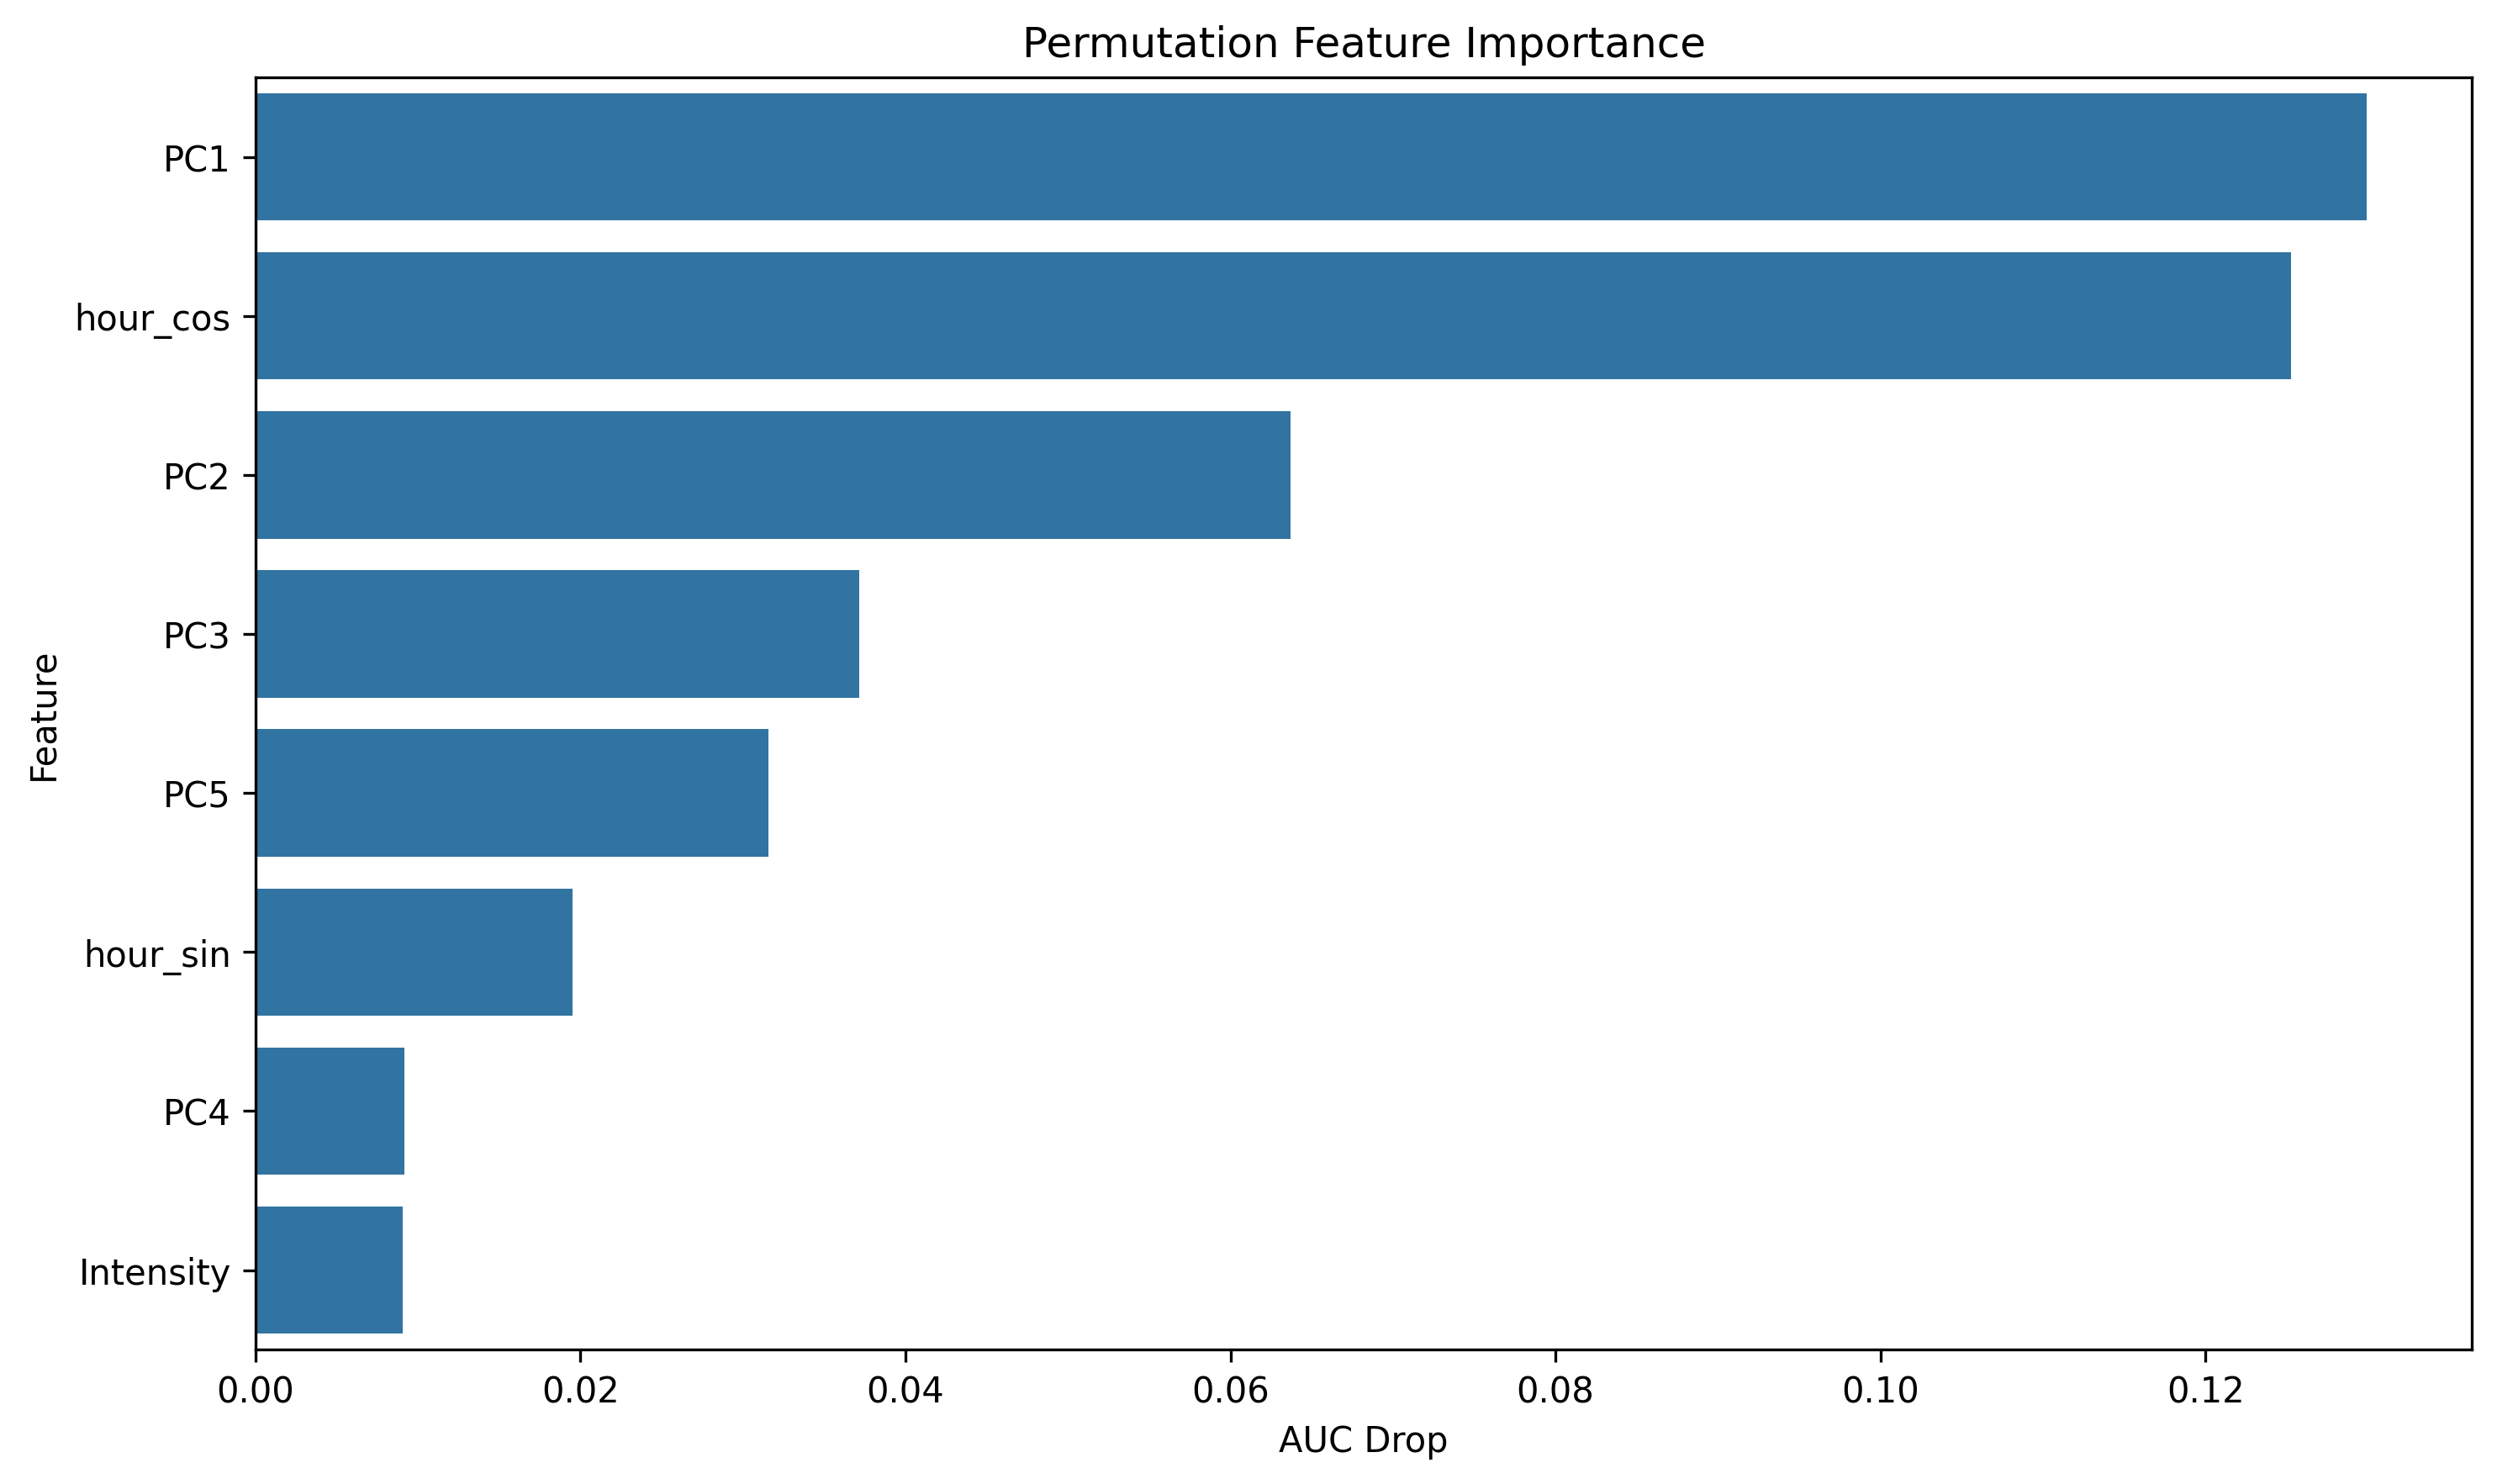 Permutation Feature Importance
PC1
hour_cos
PC2
PC3
PC5
hour_sin
PC4
Intensity
Feature
0.00 0.02 0.04 0.06 0.08 0.10 0.12
AUC Drop